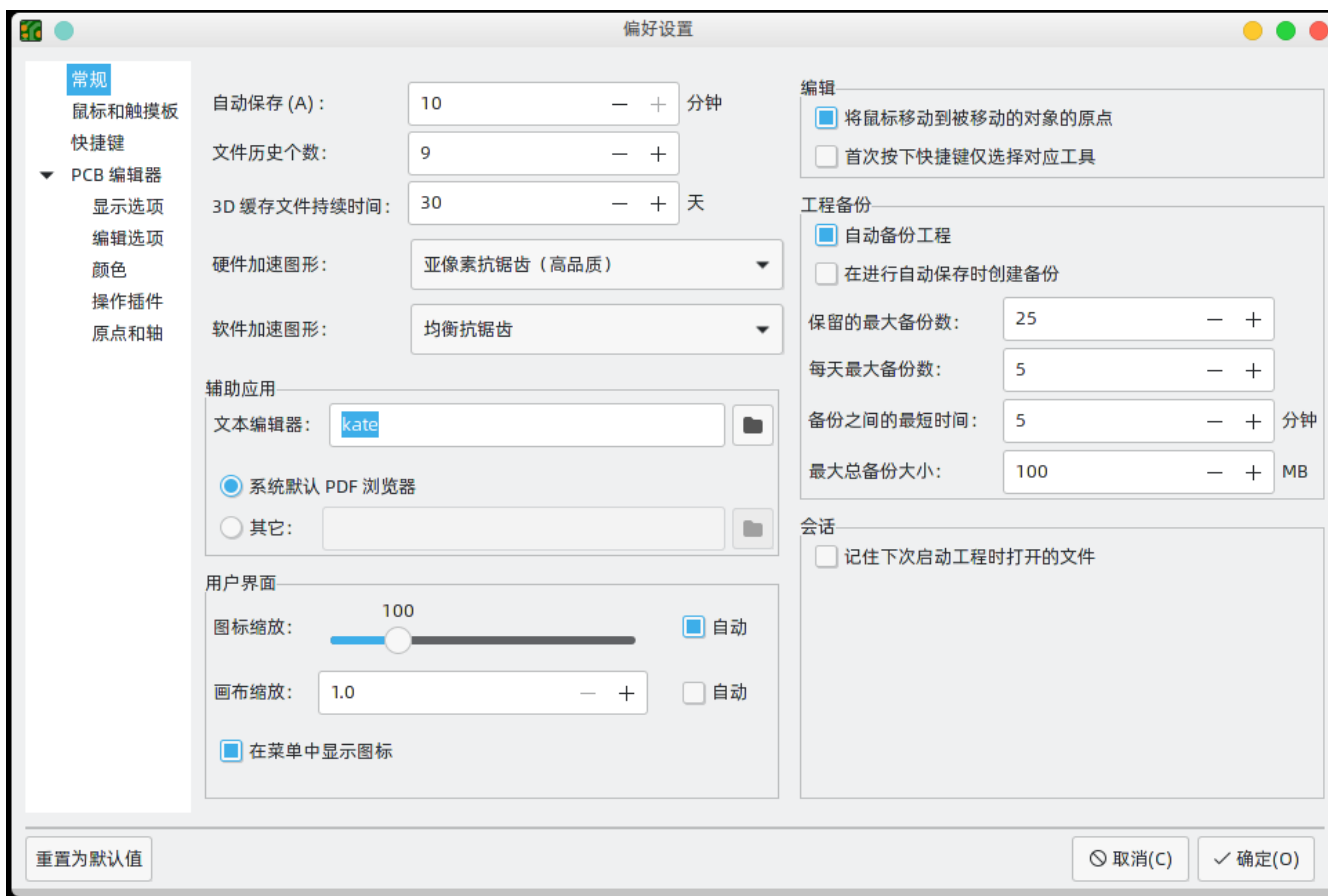 偏好设置
常规
鼠标和触摸板
快捷键
PCB 编辑器
显示选项
编辑选项
颜色
操作插件
原点和轴
自动保存 (A)： 10 分钟
文件历史个数： 9
3D 缓存文件持续时间： 30 天
硬件加速图形： 亚像素抗锯齿（高品质）
软件加速图形： 均衡抗锯齿
辅助应用
文本编辑器： kate
系统默认 PDF 浏览器
其它：
用户界面
100
图标缩放： 自动
画布缩放： 1.0 自动
在菜单中显示图标
编辑
将鼠标移动到被移动的对象的原点
首次按下快捷键仅选择对应工具
工程备份
自动备份工程
在进行自动保存时创建备份
保留的最大备份数： 25
每天最大备份数： 5
备份之间的最短时间： 5 分钟
最大总备份大小： 100 MB
会话
记住下次启动工程时打开的文件
重置为默认值
取消(C) 确定(O)